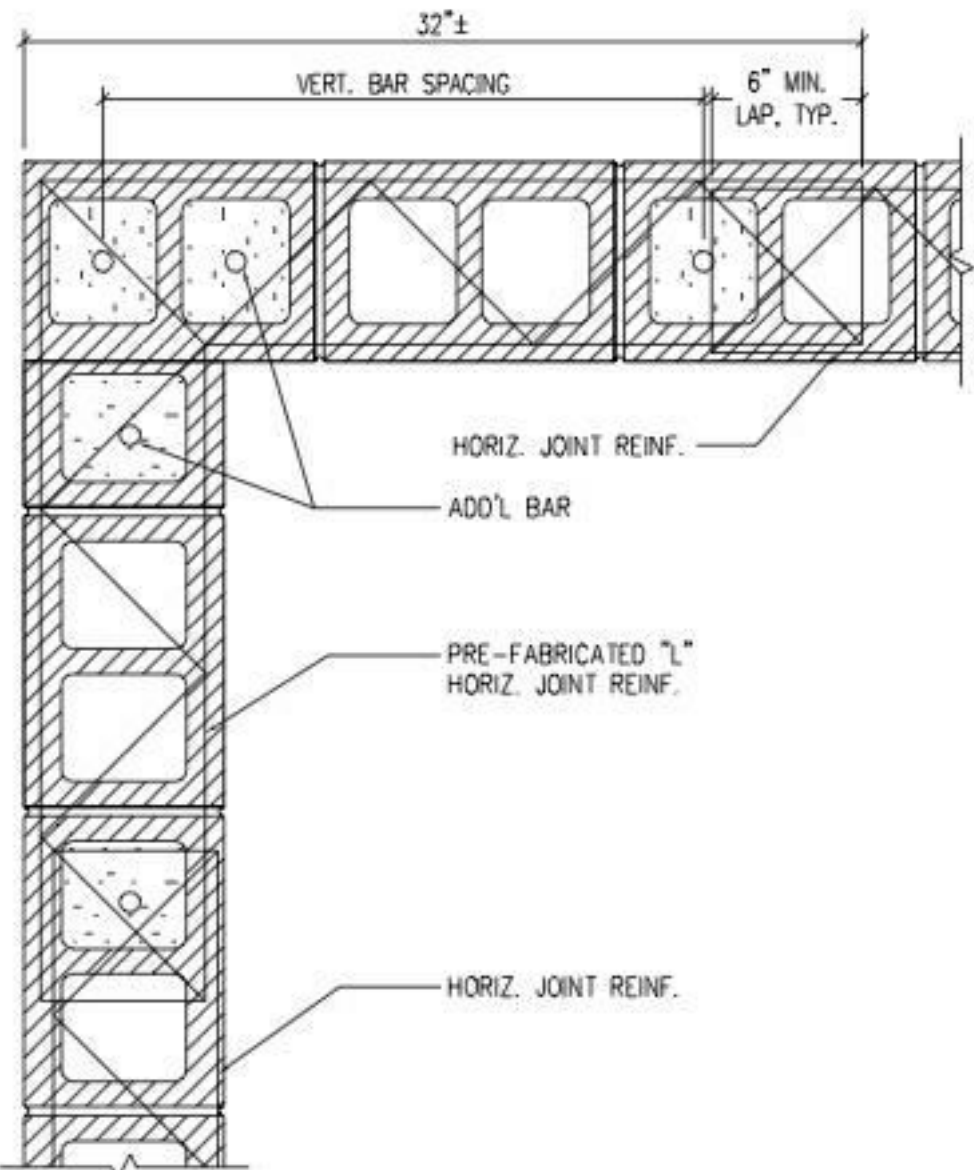 32"±
VERT. BAR SPACING
6" MIN.
LAP, TYP.
HORIZ. JOINT REINF.
ADD'L BAR
PRE-FABRICATED "L"
HORIZ. JOINT REINF.
HORIZ. JOINT REINF.